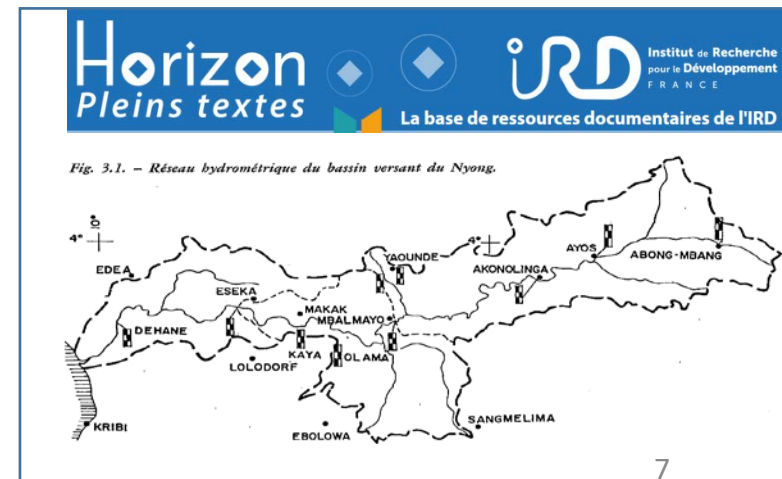 Horizon
Pleins textes
IRD
Institut de Recherche
pour le Développement
FRANCE
La base de ressources documentaires de l'IRD
Fig. 3.1. – Réseau hydrométrique du bassin versant du Nyong.
10°
4°
4°
EDEA
ESEKA
YAOUNDE
AYOS
ABONG-MBANG
AKONOLINGA
MAKAK
MBALMAYO
DEHANE
KAYA
OLAMA
LOLODORF
KRIBI
EBOLOWA
SANGMELIMA
7